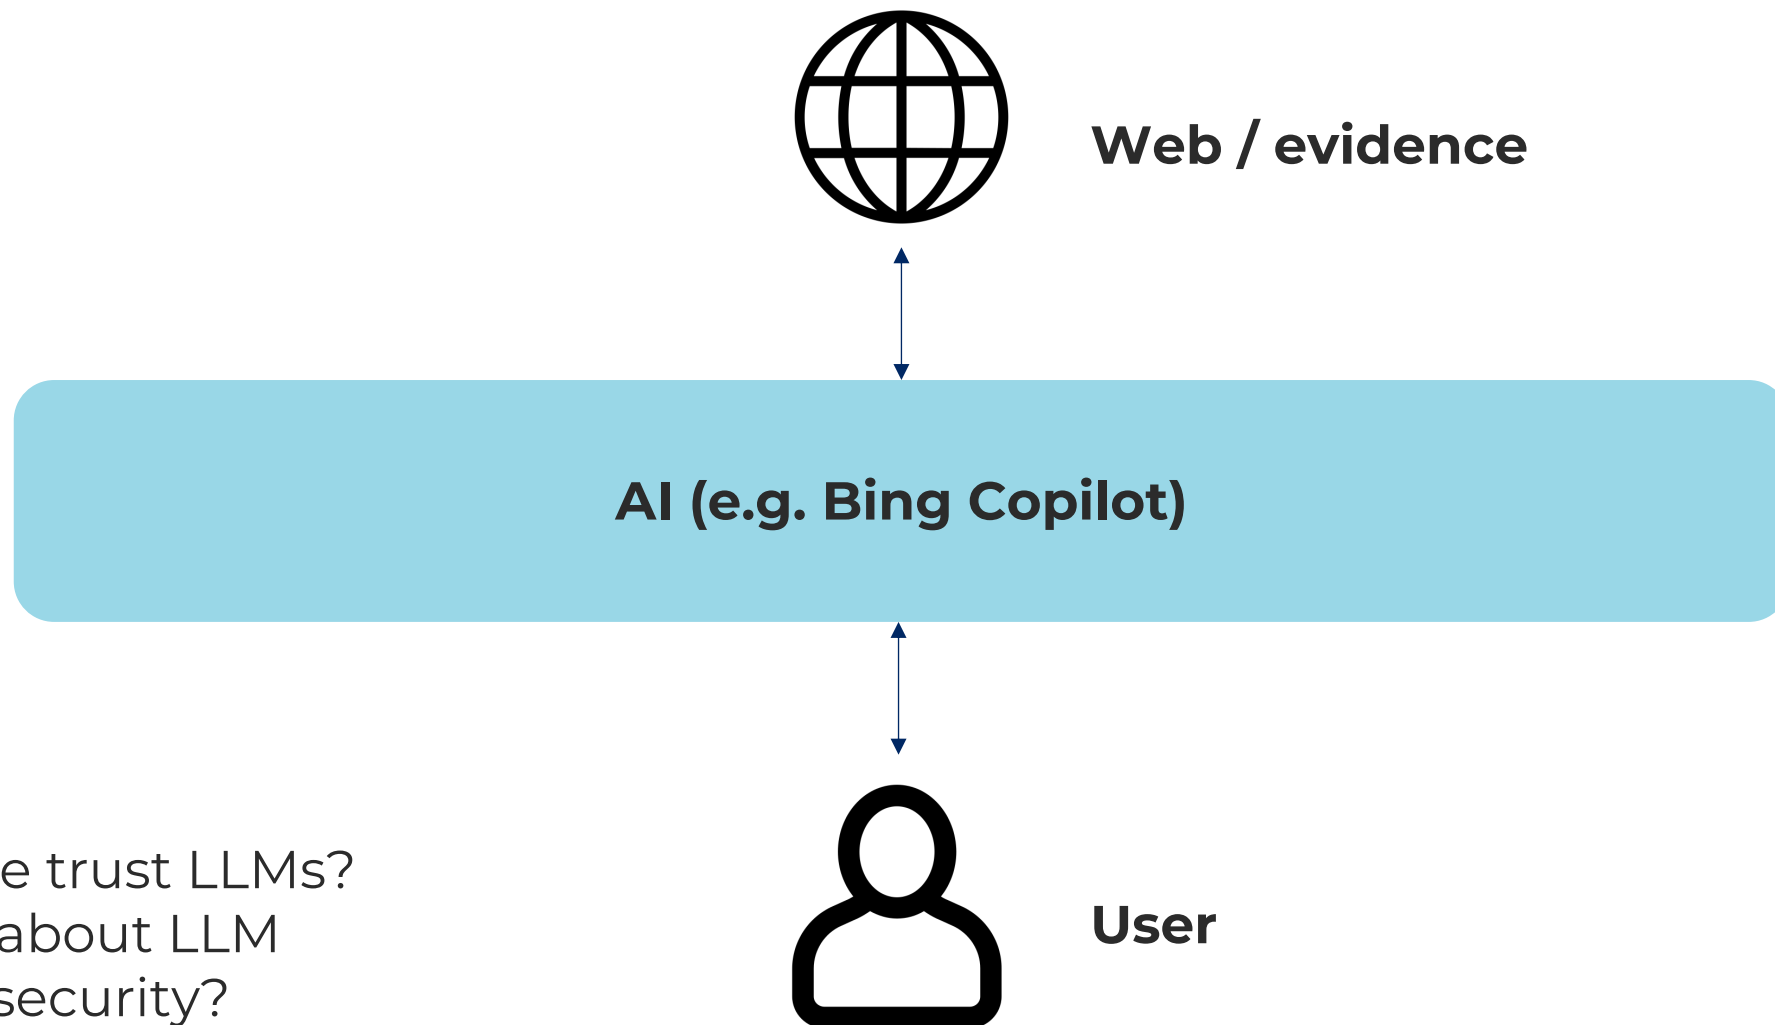 Web / evidence
AI (e.g. Bing Copilot)
e trust LLMs?
about LLM
security?
User